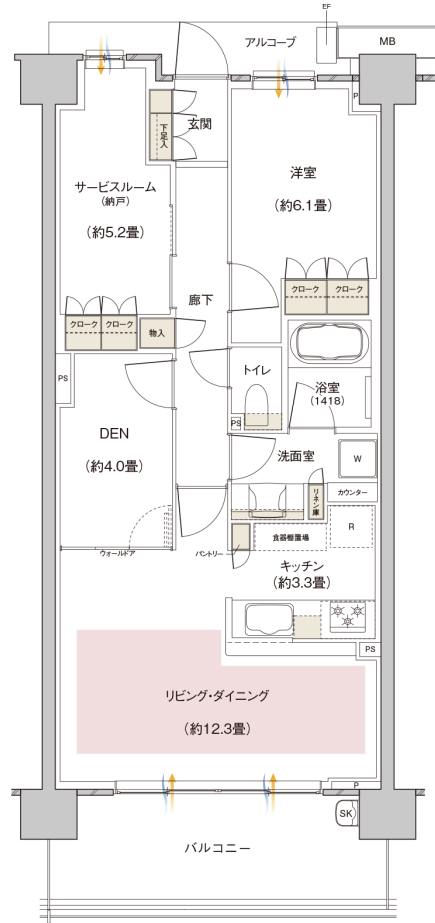 EF
アルコーブ
MB
P
玄関
下足入
洋室
(約6.1畳)
サービスルーム
(納戸)
(約5.2畳)
廊下
クローク
クローク
クローク
クローク
物入
トイレ
浴室
(1418)
PS
PS
DEN
(約4.0畳)
洗面室
W
リネン庫
カウンター
ウォールドア
パントリー
食器棚置場
R
キッチン
(約3.3畳)
PS
リビング・ダイニング
(約12.3畳)
P
SK
バルコニー